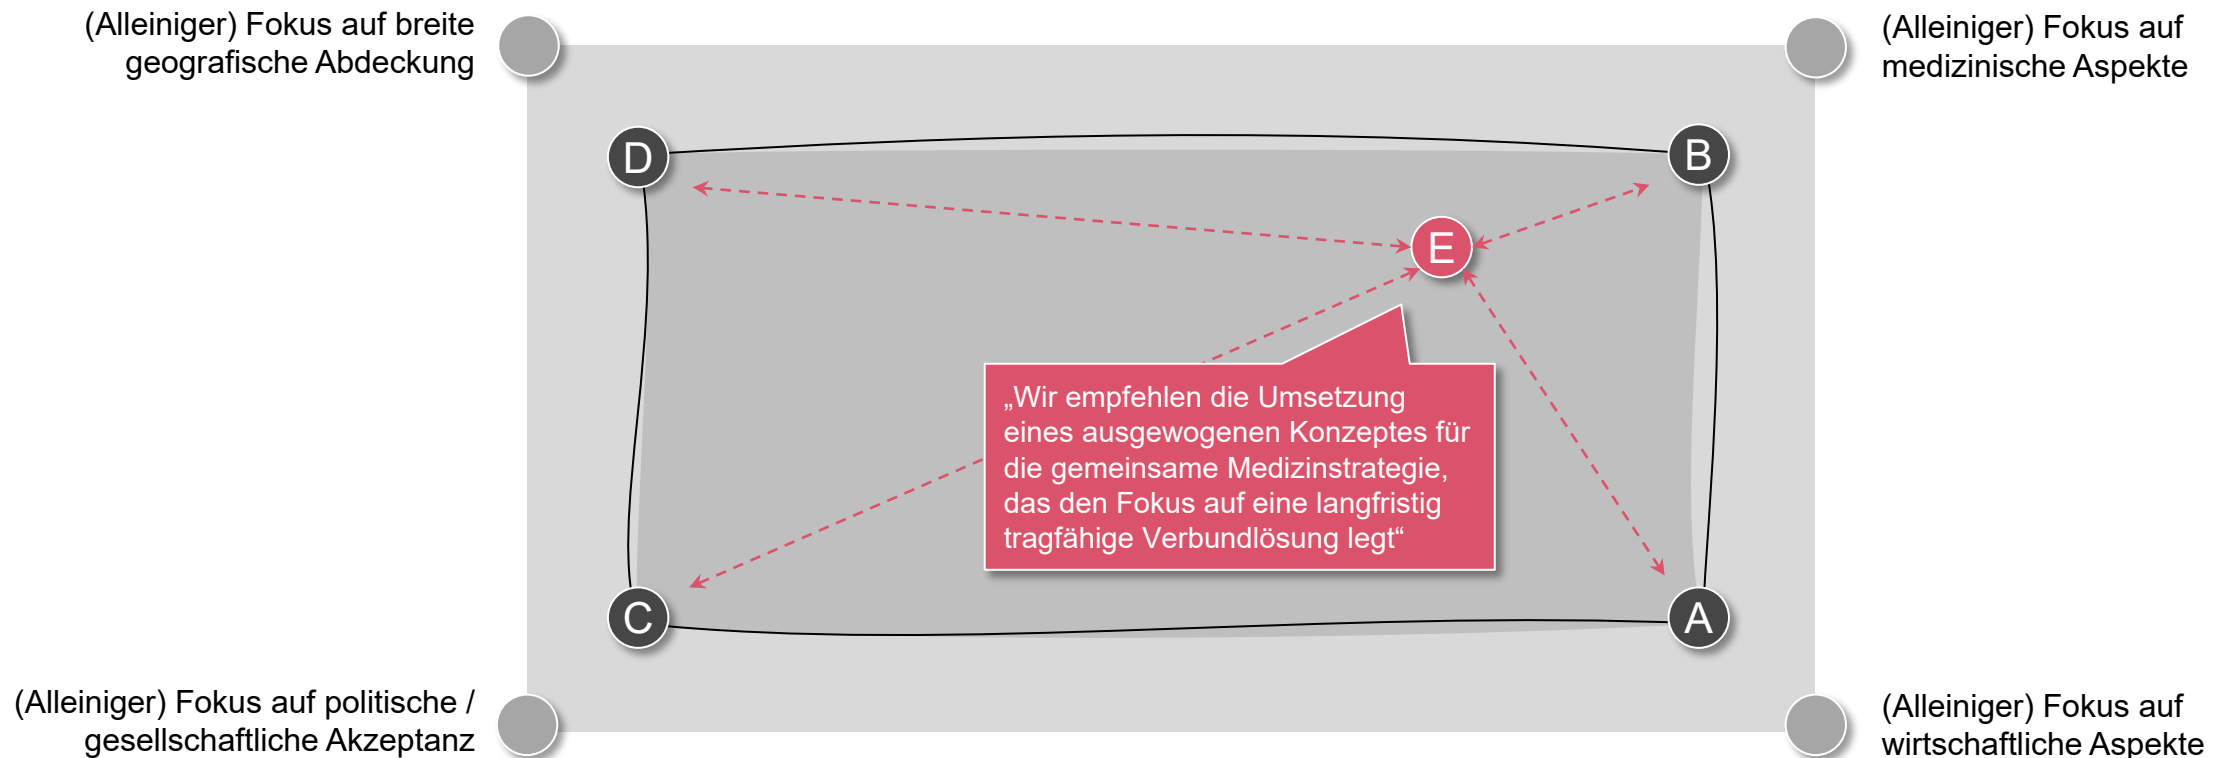 (Alleiniger) Fokus auf breite
geografische Abdeckung
(Alleiniger) Fokus auf
medizinische Aspekte
D
B
E
„Wir empfehlen die Umsetzung
eines ausgewogenen Konzeptes für
die gemeinsame Medizinstrategie,
das den Fokus auf eine langfristig
tragfähige Verbundlösung legt“
C
A
(Alleiniger) Fokus auf politische /
gesellschaftliche Akzeptanz
(Alleiniger) Fokus auf
wirtschaftliche Aspekte